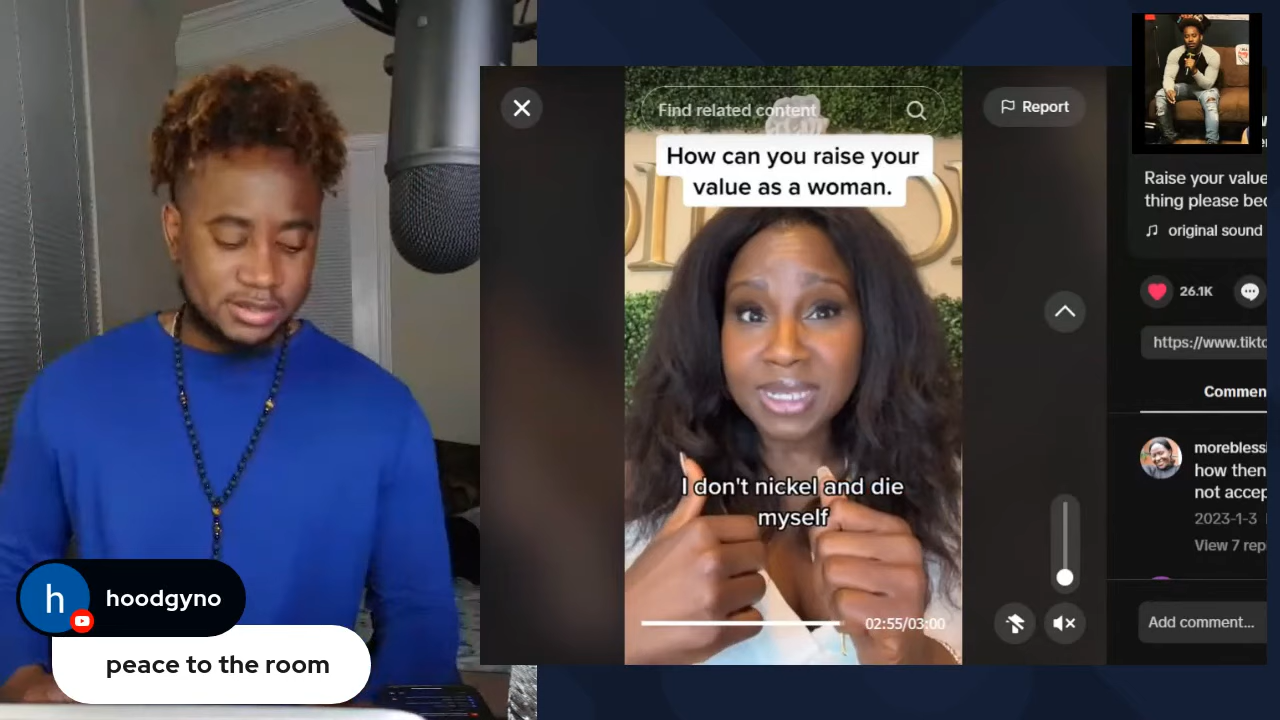 Find related content
Report
How can you raise your
value as a woman.
I don't nickel and die
myself
02:55/03:00
Raise your value
thing please bec
original sound
26.1K
https://www.tikto
Commen
moreblessi
how then
not accep
2023-1-3
View 7 rep
Add comment...
h
hoodgyno
peace to the room